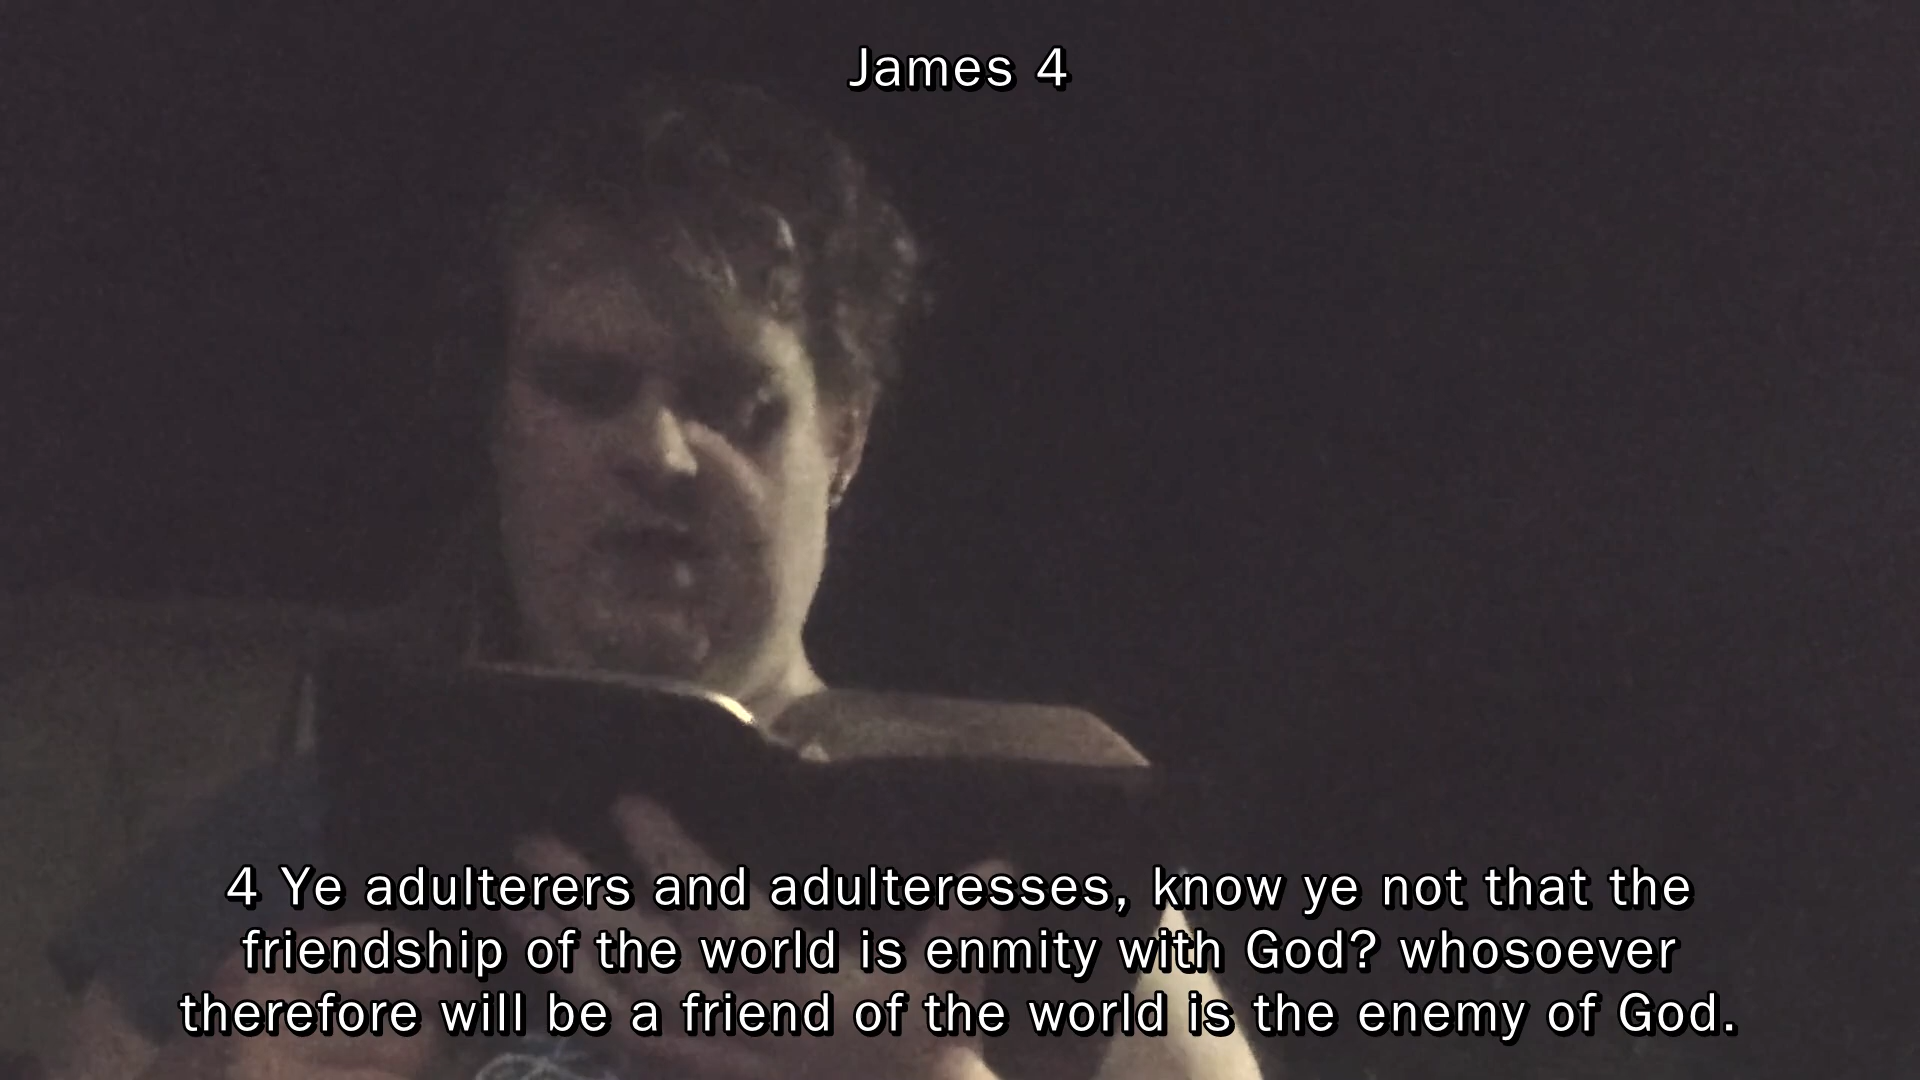 James 4
4 Ye adulterers and adulteresses, know ye not that the
friendship of the world is enmity with God? whosoever
therefore will be a friend of the world is the enemy of God.